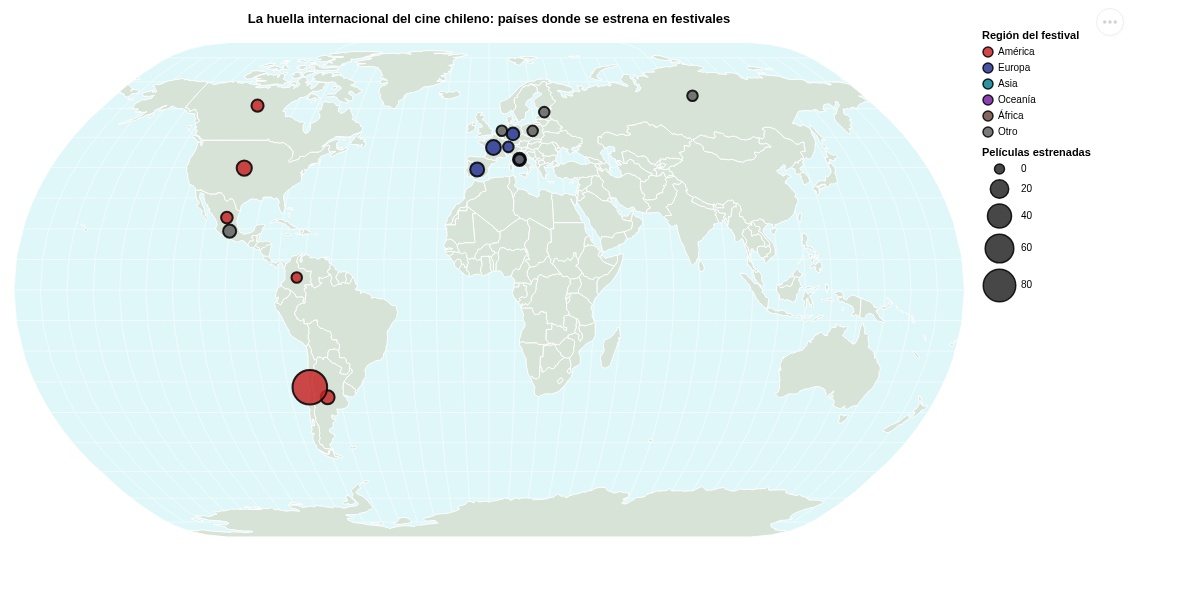 La huella internacional del cine chileno: países donde se estrena en festivales
Región del festival
América
Europa
Asia
Oceanía
África
Otro
Películas estrenadas
0
20
40
60
80